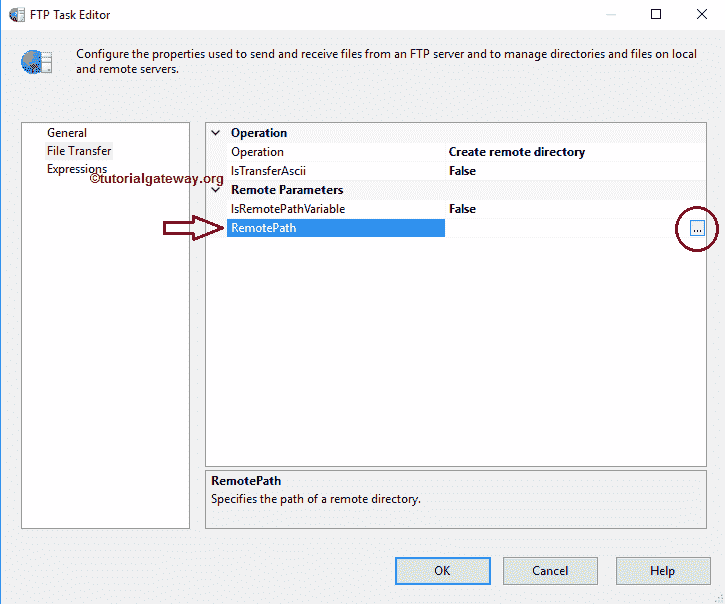 FTP Task Editor
Configure the properties used to send and receive files from an FTP server and to manage directories and files on local
and remote servers.
General
File Transfer
Expressions
©tutorialgateway.org
Operation
Operation Create remote directory
IsTransferAscii False
Remote Parameters
IsRemotePathVariable False
RemotePath ...
RemotePath
Specifies the path of a remote directory.
OK Cancel Help